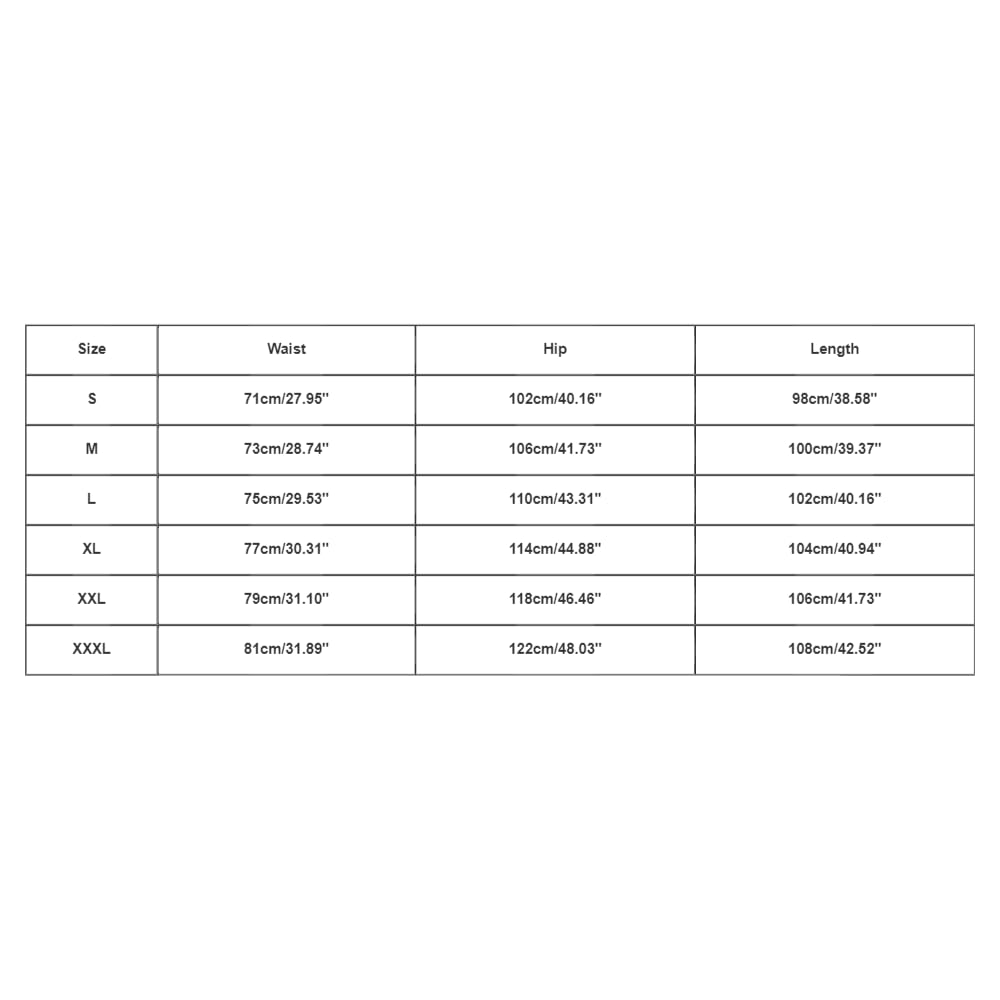 Size Waist Hip Length
S 71cm/27.95" 102cm/40.16" 98cm/38.58"
M 73cm/28.74" 106cm/41.73" 100cm/39.37"
L 75cm/29.53" 110cm/43.31" 102cm/40.16"
XL 77cm/30.31" 114cm/44.88" 104cm/40.94"
XXL 79cm/31.10" 118cm/46.46" 106cm/41.73"
XXXL 81cm/31.89" 122cm/48.03" 108cm/42.52"